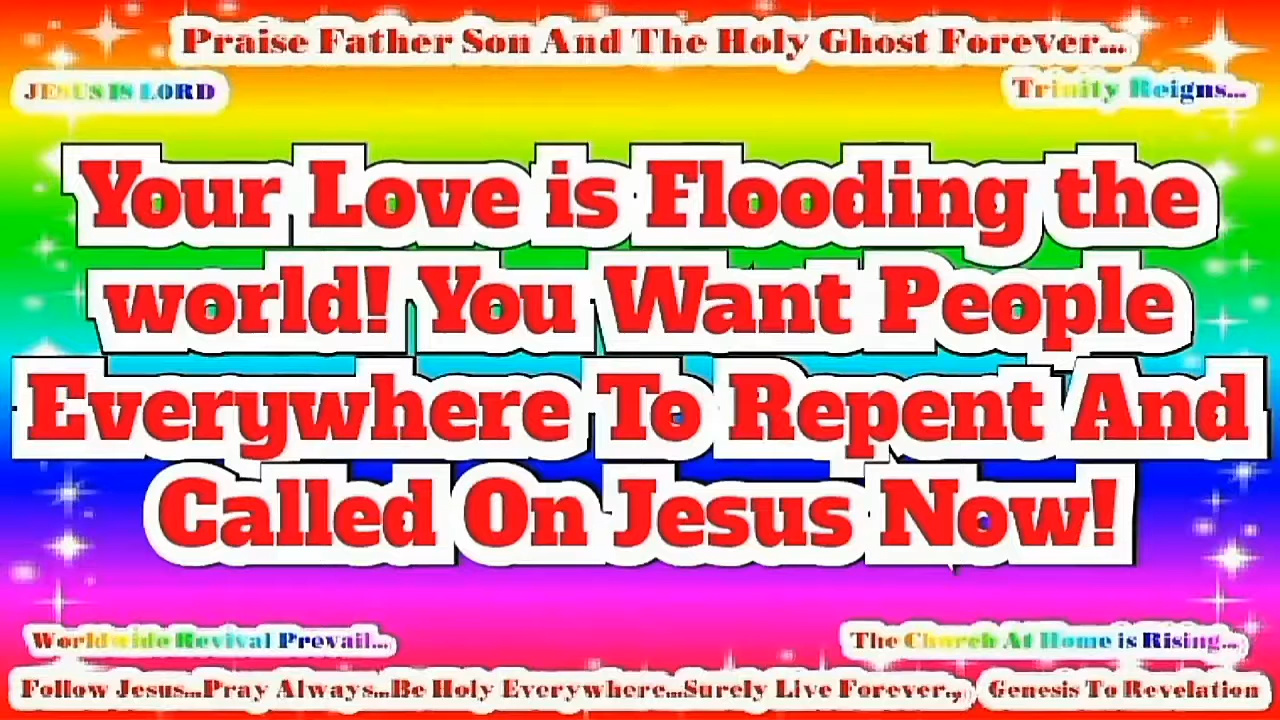 Praise Father Son And The Holy Ghost Forever...
JESUS IS LORD
Trinity Reigns...
Your Love is Flooding the
world! You Want People
Everywhere To Repent And
Called On Jesus Now!
Worldwide Revival Prevail...
The Church At Home is Rising...
Follow Jesus...Pray Always...Be Holy Everywhere...Surely Live Forever..,
Genesis To Revelation